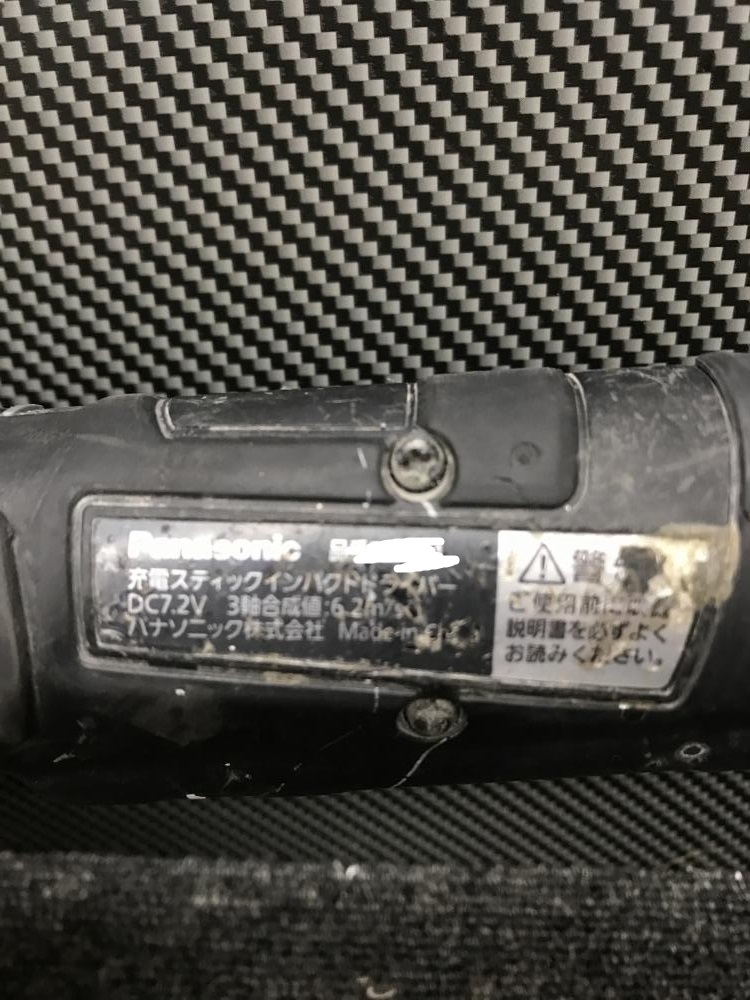 Panasonic 品番
充電スティックインパクトドライバー
DC7.2V 3軸合成値:6.2m/s
パナソニック株式会社 Made in
ご使用前に
説明書を必ずよく
お読みください。